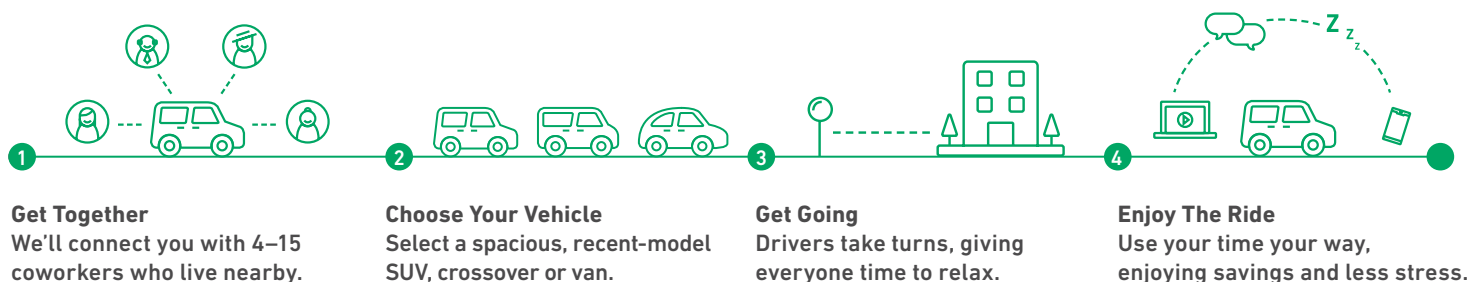 Z
Z
Z
1
2
3
4
Get Together
We'll connect you with 4–15
coworkers who live nearby.
Choose Your Vehicle
Select a spacious, recent-model
SUV, crossover or van.
Get Going
Drivers take turns, giving
everyone time to relax.
Enjoy The Ride
Use your time your way,
enjoying savings and less stress.